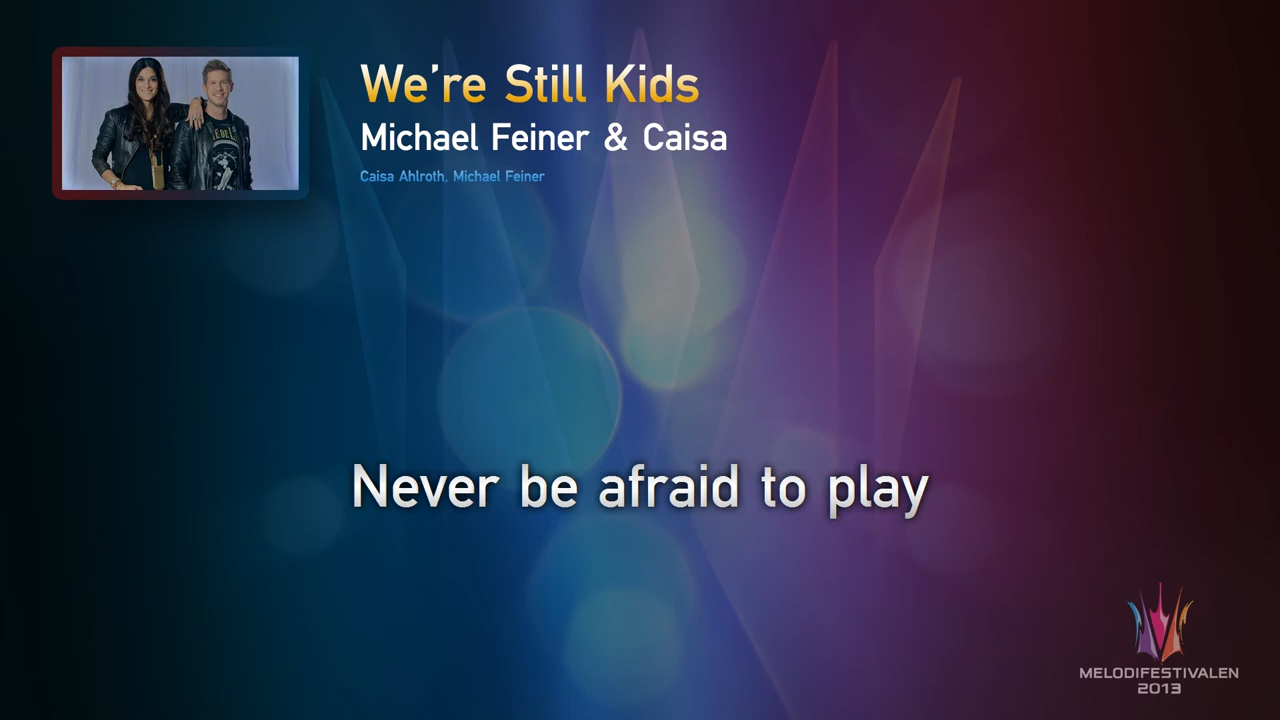 We're Still Kids
Michael Feiner & Caisa
Caisa Ahlroth, Michael Feiner
Never be afraid to play
MELODIFESTIVALEN
2013